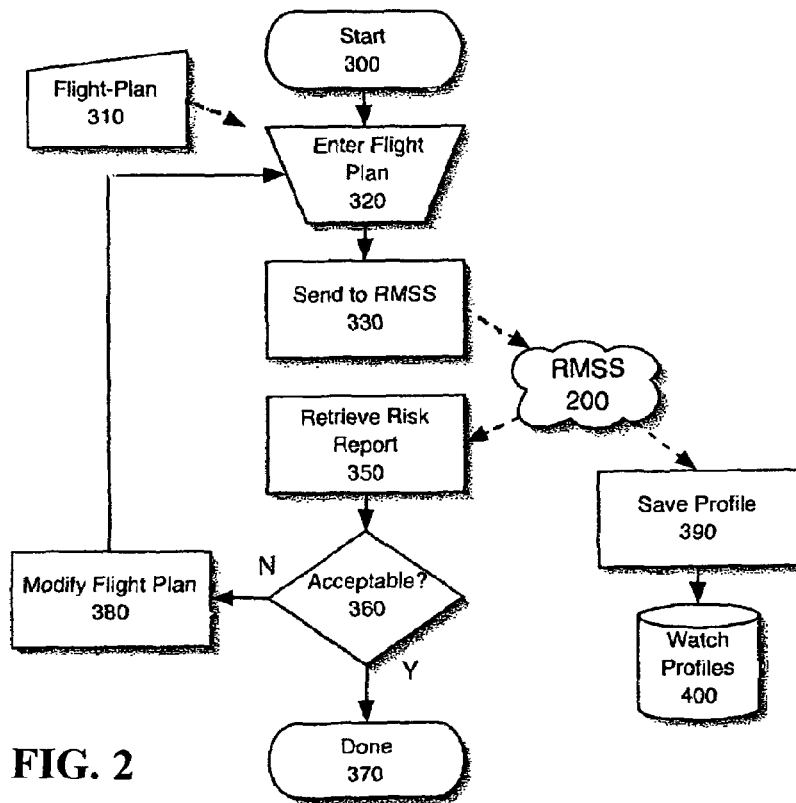 Start
300
Flight-Plan
310
Enter Flight
Plan
320
Send to RMSS
330
RMSS
200
Retrieve Risk
Report
350
Save Profile
390
N
Acceptable?
360
Modify Flight Plan
380
Y
Watch
Profiles
400
Done
370
FIG. 2